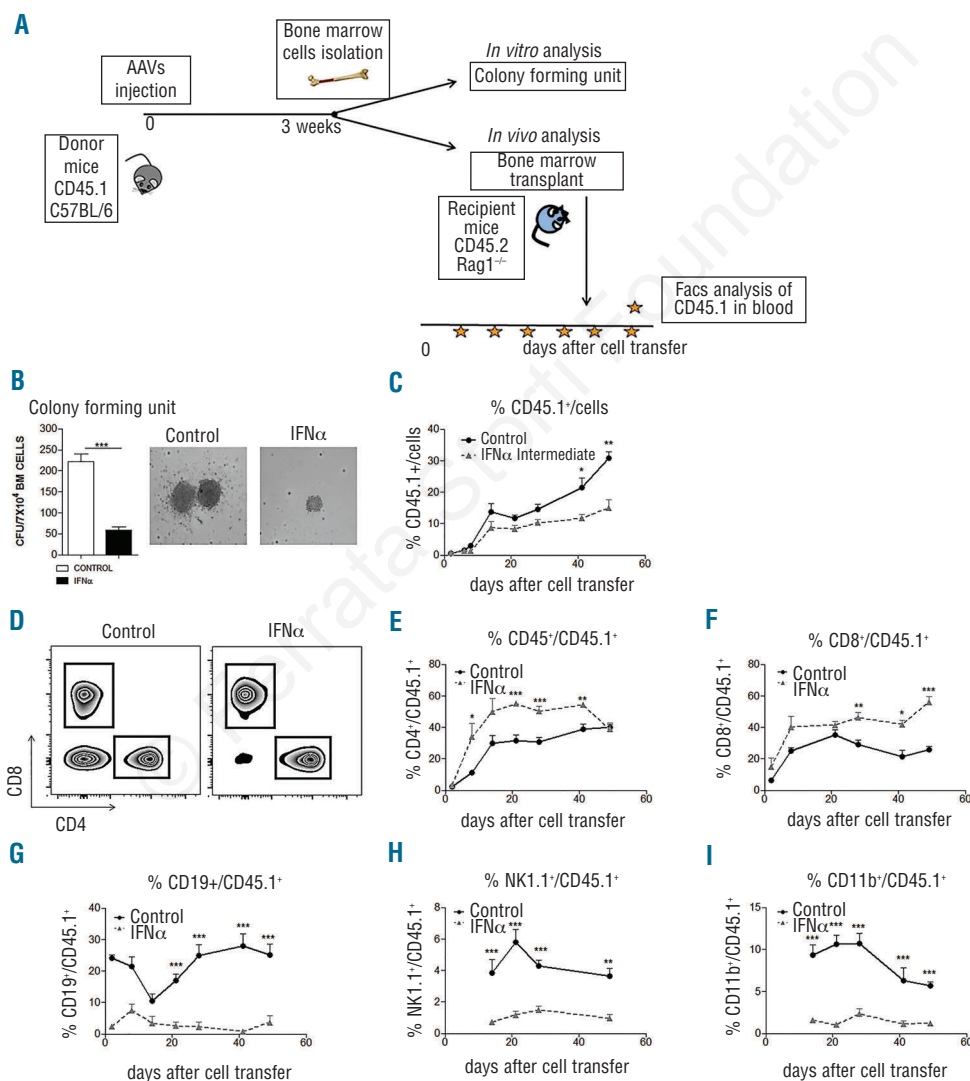 A
AAVs
injection
Bone marrow
cells isolation
0
3 weeks
Donor
mice
CD45.1
C57BL/6
In vitro analysis
Colony forming unit
In vivo analysis
Bone marrow
transplant
Recipient
mice
CD45.2
Rag1⁻/⁻
Facs analysis of
CD45.1 in blood
0
days after cell transfer
B
Colony forming unit
CFU/7X10⁴ BM CELLS
300
250
200
150
100
50
0
***
CONTROL
IFNα
Control
IFNα
C
% CD45.1⁺/cells
% CD45.1+/cells
40
30
20
10
0
Control
IFNα Intermediate
*
**
0 10 20 30 40 50
days after cell transfer
D
Control
IFNα
CD8
CD4
E
% CD45⁺/CD45.1⁺
% CD4⁺/CD45.1⁺
80
60
40
20
0
Control
IFNα
* *** *** **
0 20 40 60
days after cell transfer
F
% CD8⁺/CD45.1⁺
% CD8⁺/CD45.1⁺
80
60
40
20
0
Control
IFNα
** * ***
0 20 40 60
days after cell transfer
G
% CD19+/CD45.1⁺
% CD19⁺/CD45.1⁺
40
30
20
10
0
Control
IFNα
*** *** *** ***
0 20 40 60
days after cell transfer
H
% NK1.1⁺/CD45.1⁺
% NK1.1⁺/CD45.1⁺
8
6
4
2
0
Control
IFNα
*** *** *** **
0 20 40 60
days after cell transfer
I
% CD11b⁺/CD45.1⁺
% CD11b⁺/CD45.1⁺
15
10
5
0
Control
IFNα
*** *** *** *** ***
0 20 40 60
days after cell transfer
© Ferrata Storti Foundation